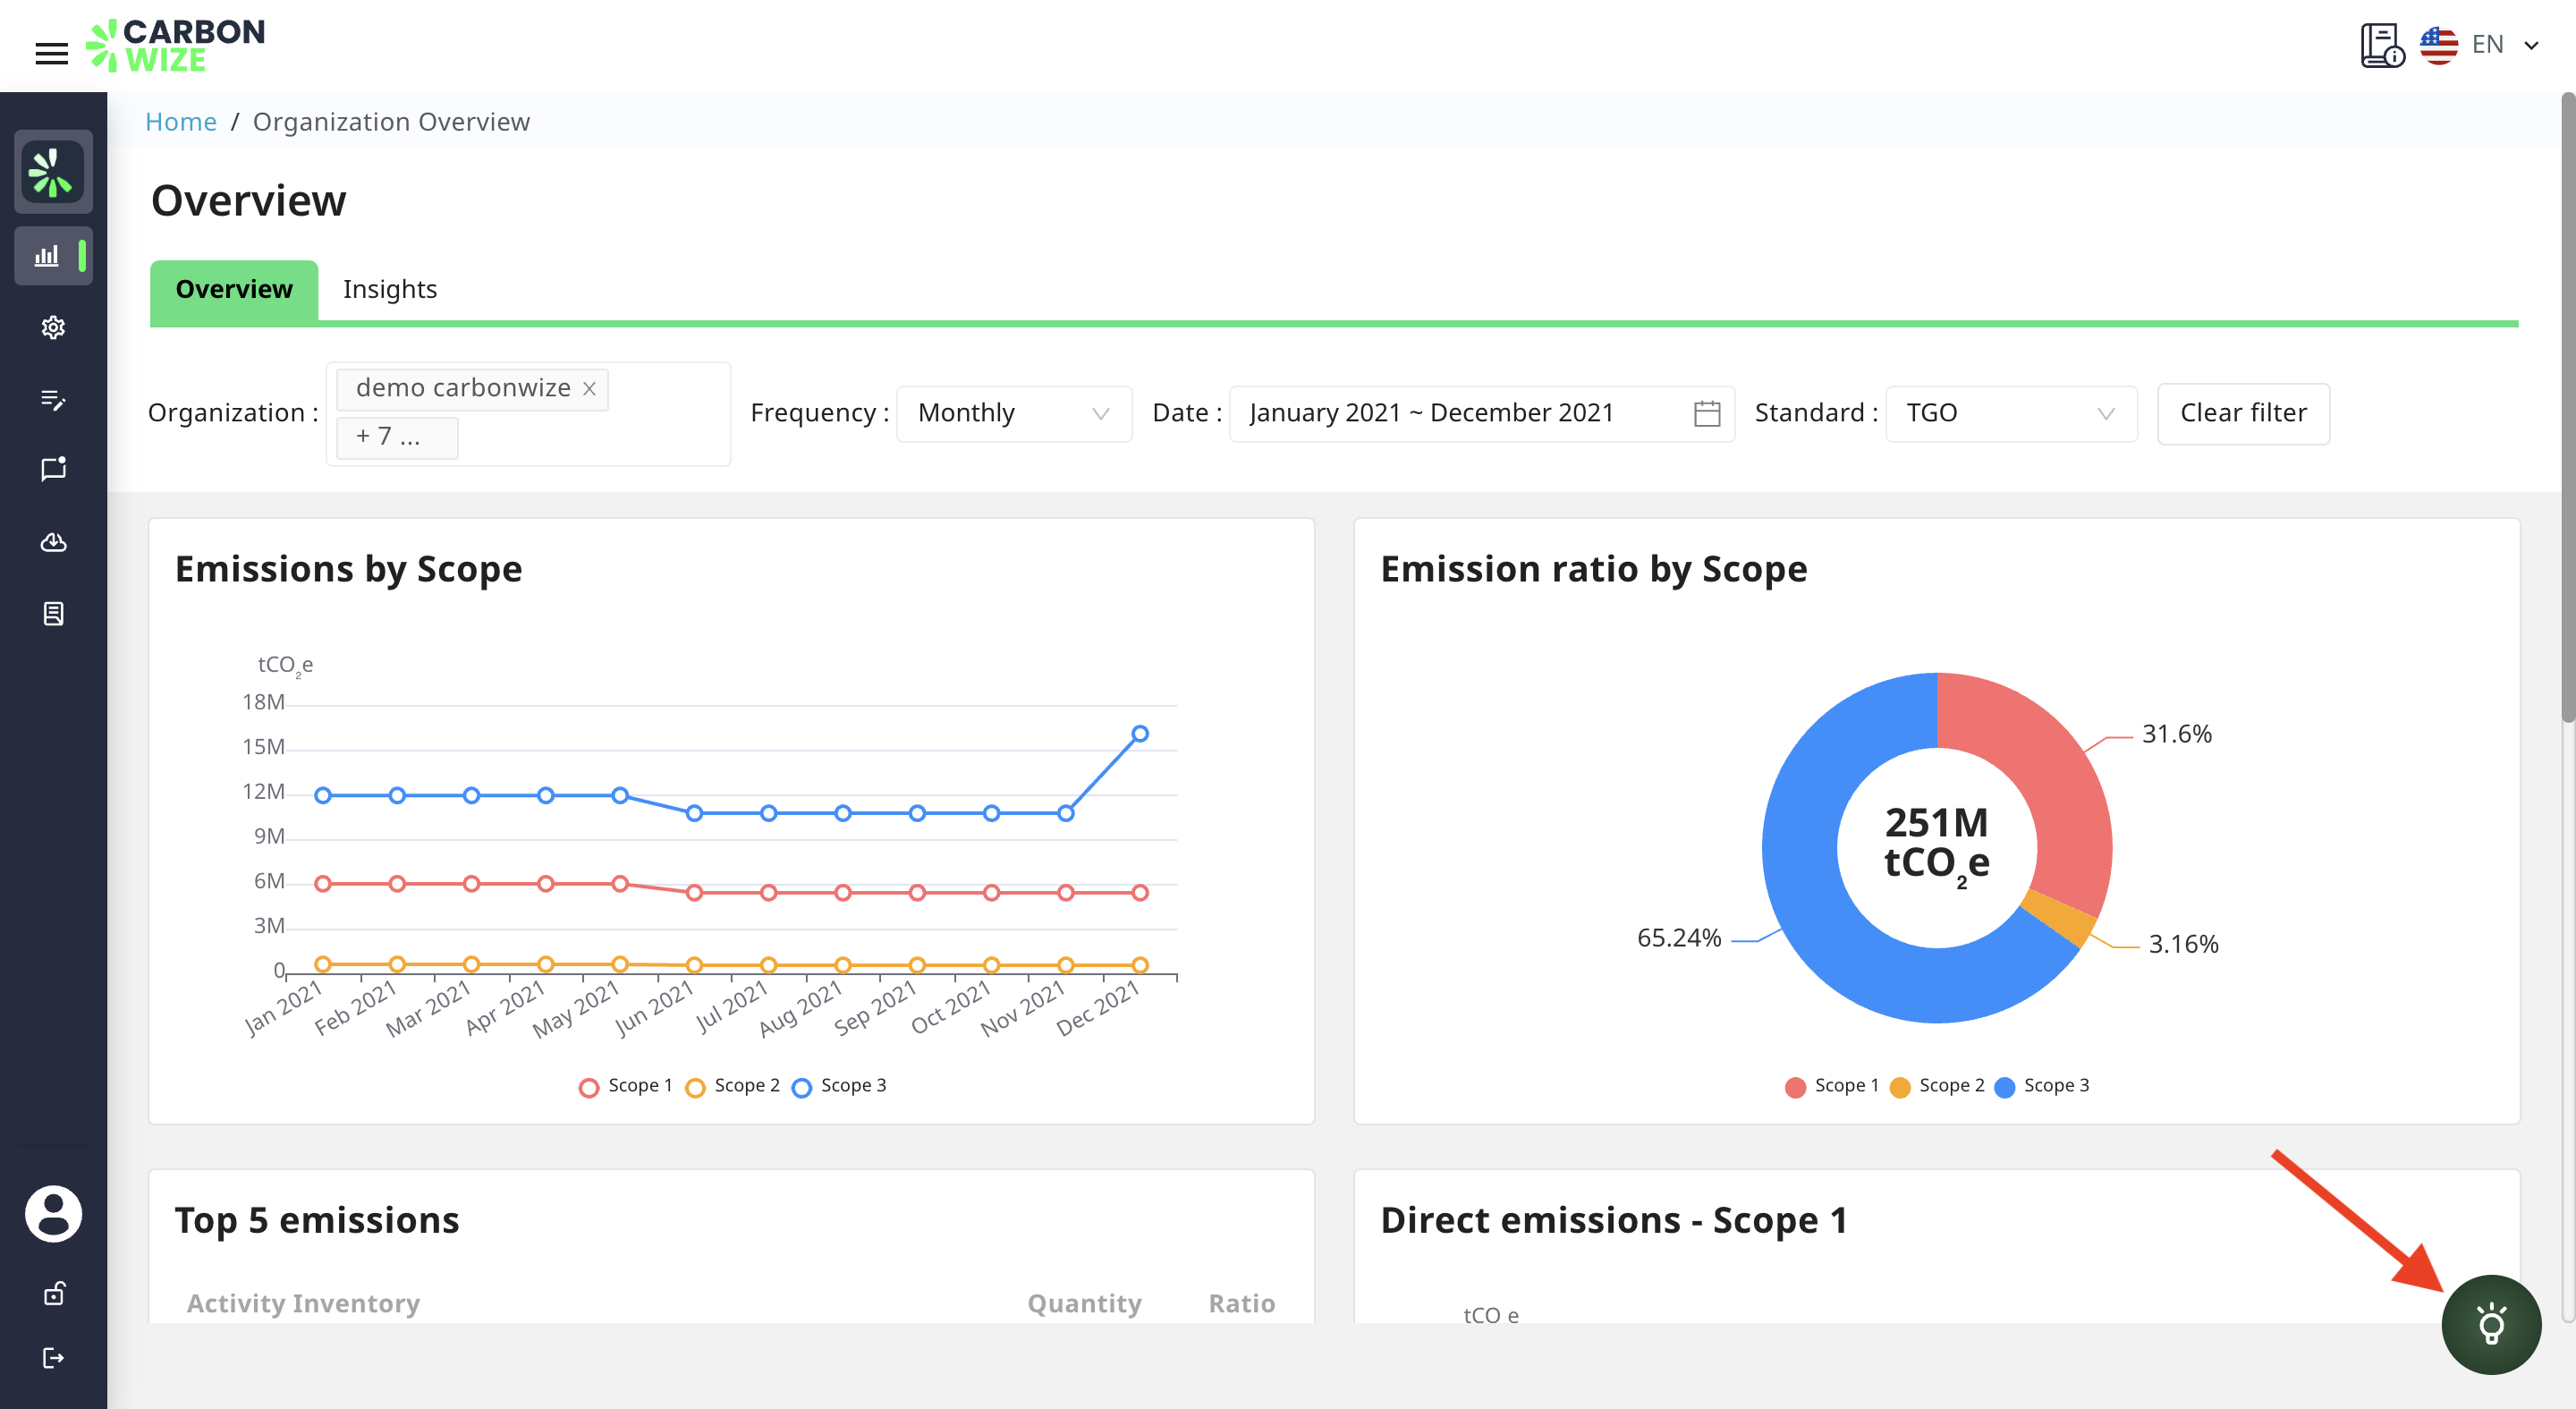 CARBON
WIZE
EN
Home / Organization Overview
Overview
Overview Insights
Organization : demo carbonwize + 7 ... Frequency : Monthly Date : January 2021 ~ December 2021 Standard : TGO Clear filter
Emissions by Scope
tCO₂e
18M
15M
12M
9M
6M
3M
0
Jan 2021 Feb 2021 Mar 2021 Apr 2021 May 2021 Jun 2021 Jul 2021 Aug 2021 Sep 2021 Oct 2021 Nov 2021 Dec 2021
Scope 1 Scope 2 Scope 3
Emission ratio by Scope
31.6%
251M
tCO₂e
65.24%
3.16%
Scope 1 Scope 2 Scope 3
Top 5 emissions
Activity Inventory Quantity Ratio
Direct emissions - Scope 1
tCO e